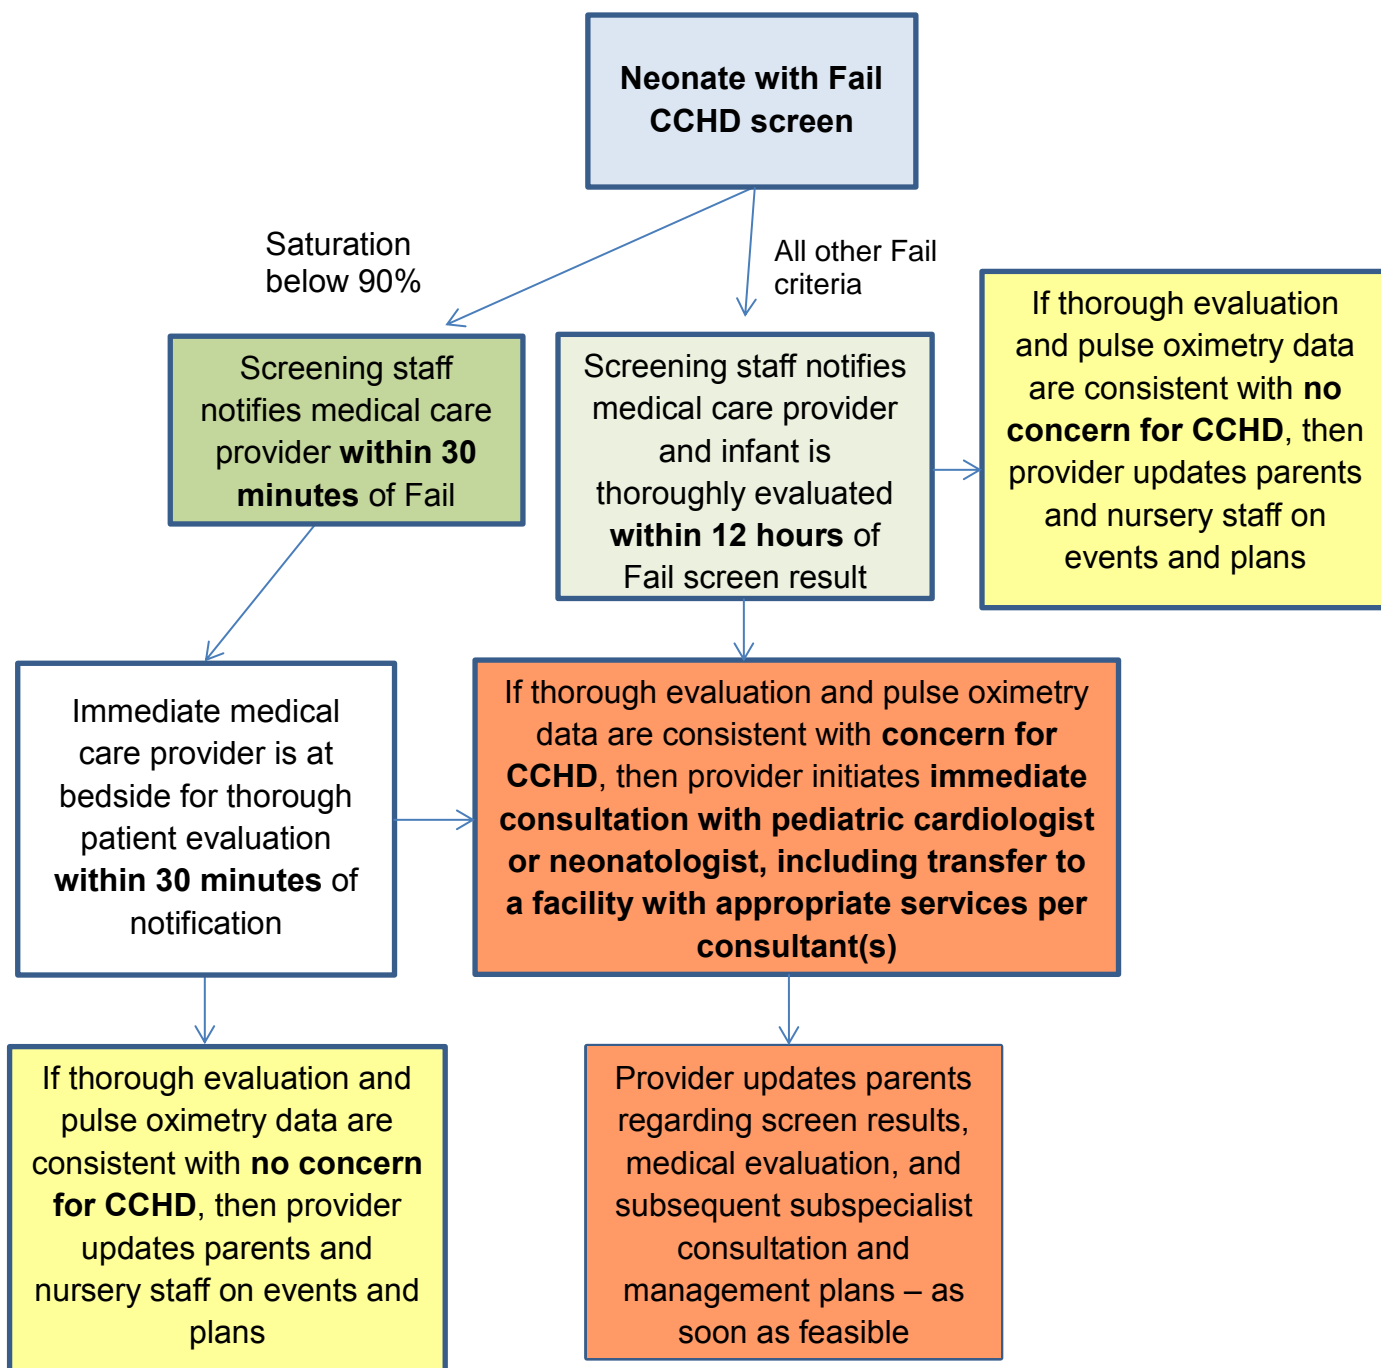 Neonate with Fail
CCHD screen
Saturation
below 90%
All other Fail
criteria
Screening staff
notifies medical care
provider within 30
minutes of Fail
Screening staff notifies
medical care provider
and infant is
thoroughly evaluated
within 12 hours of
Fail screen result
If thorough evaluation
and pulse oximetry data
are consistent with no
concern for CCHD, then
provider updates parents
and nursery staff on
events and plans
Immediate medical
care provider is at
bedside for thorough
patient evaluation
within 30 minutes of
notification
If thorough evaluation and pulse oximetry
data are consistent with concern for
CCHD, then provider initiates immediate
consultation with pediatric cardiologist
or neonatologist, including transfer to
a facility with appropriate services per
consultant(s)
If thorough evaluation and
pulse oximetry data are
consistent with no concern
for CCHD, then provider
updates parents and
nursery staff on events and
plans
Provider updates parents
regarding screen results,
medical evaluation, and
subsequent subspecialist
consultation and
management plans – as
soon as feasible